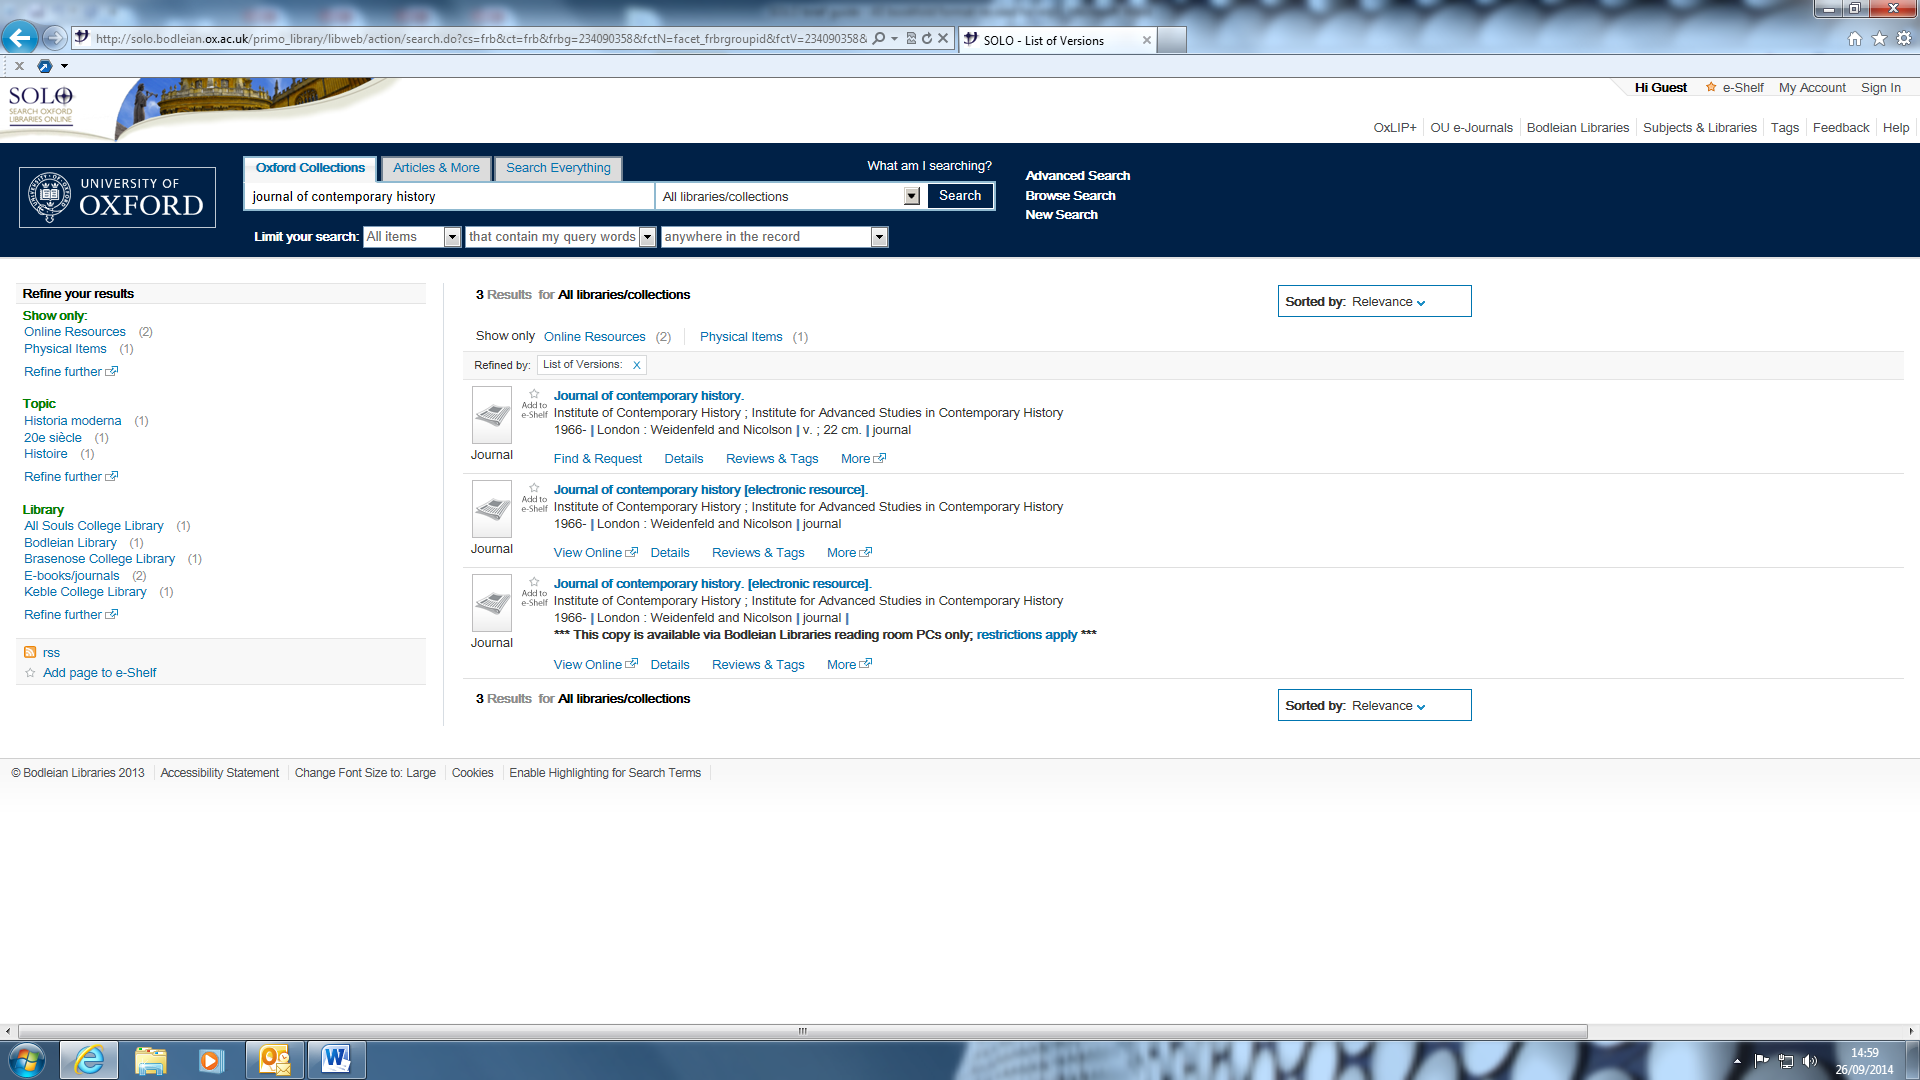 http://solo.bodleian.ox.ac.uk/primo_library/libweb/action/search.do?cs=frb&ct=frb&frbg=234090358&fctN=facet_frbrgroupid&fctV=234090358&
SOLO - List of Versions
SOLO
SEARCH OXFORD
LIBRARIES ONLINE
Hi Guest e-Shelf My Account Sign In
OxLIP+ OU e-Journals Bodleian Libraries Subjects & Libraries Tags Feedback Help
UNIVERSITY OF
OXFORD
Oxford Collections Articles & More Search Everything What am I searching?
journal of contemporary history All libraries/collections Search
Limit your search: All items that contain my query words anywhere in the record
Advanced Search
Browse Search
New Search
Refine your results
Show only:
Online Resources (2)
Physical Items (1)
Refine further
Topic
Historia moderna (1)
20e siècle (1)
Histoire (1)
Refine further
Library
All Souls College Library (1)
Bodleian Library (1)
Brasenose College Library (1)
E-books/journals (2)
Keble College Library (1)
Refine further
rss
Add page to e-Shelf
3 Results for All libraries/collections
Sorted by: Relevance
Show only Online Resources (2) Physical Items (1)
Refined by: List of Versions: X
Journal
Add to
e-Shelf
Journal of contemporary history.
Institute of Contemporary History ; Institute for Advanced Studies in Contemporary History
1966- | London : Weidenfeld and Nicolson | v. ; 22 cm. | journal
Find & Request Details Reviews & Tags More
Journal
Add to
e-Shelf
Journal of contemporary history [electronic resource].
Institute of Contemporary History ; Institute for Advanced Studies in Contemporary History
1966- | London : Weidenfeld and Nicolson | journal
View Online Details Reviews & Tags More
Journal
Add to
e-Shelf
Journal of contemporary history. [electronic resource].
Institute of Contemporary History ; Institute for Advanced Studies in Contemporary History
1966- | London : Weidenfeld and Nicolson | journal |
*** This copy is available via Bodleian Libraries reading room PCs only; restrictions apply ***
View Online Details Reviews & Tags More
3 Results for All libraries/collections
Sorted by: Relevance
© Bodleian Libraries 2013 Accessibility Statement Change Font Size to: Large Cookies Enable Highlighting for Search Terms
14:59
26/09/2014